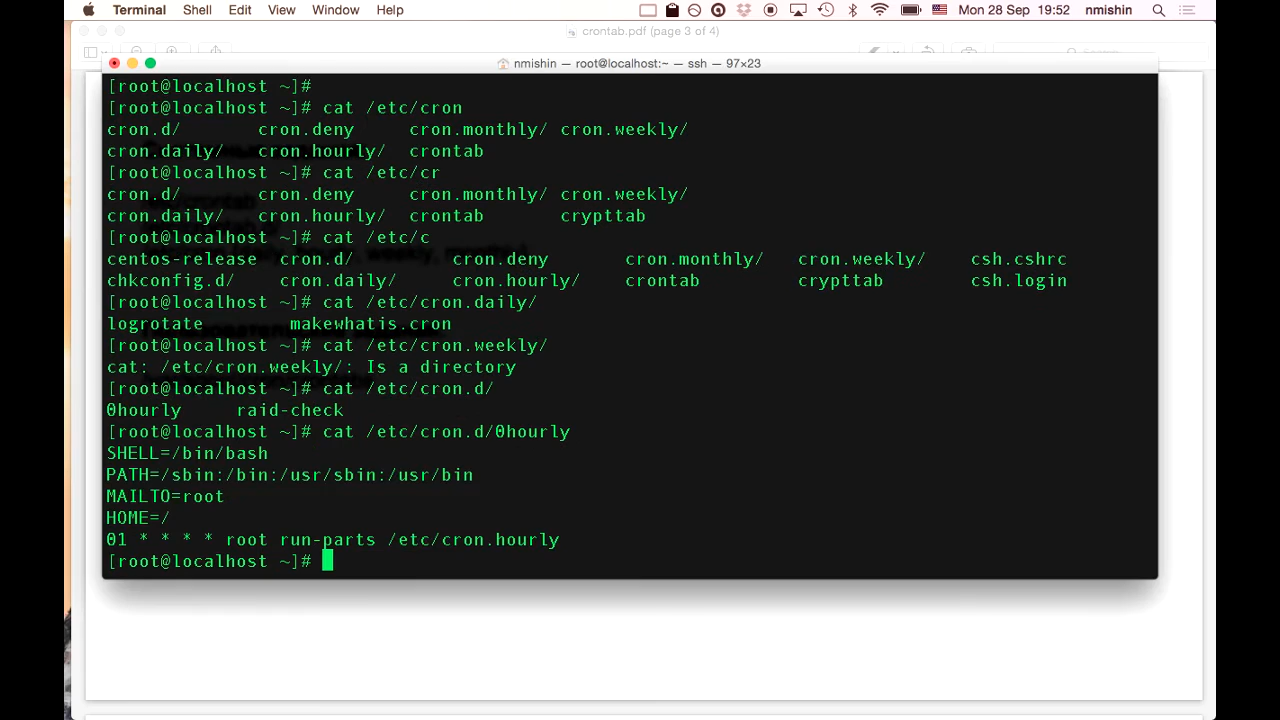 Terminal Shell Edit View Window Help Mon 28 Sep 19:52 nmishin
crontab.pdf (page 3 of 4)
nmishin — root@localhost:~ — ssh — 97×23
[root@localhost ~]#
[root@localhost ~]# cat /etc/cron
cron.d/ cron.deny cron.monthly/ cron.weekly/
cron.daily/ cron.hourly/ crontab
[root@localhost ~]# cat /etc/cr
cron.d/ cron.deny cron.monthly/ cron.weekly/
cron.daily/ cron.hourly/ crontab crypttab
[root@localhost ~]# cat /etc/c
centos-release cron.d/ cron.deny cron.monthly/ cron.weekly/ csh.cshrc
chkconfig.d/ cron.daily/ cron.hourly/ crontab crypttab csh.login
[root@localhost ~]# cat /etc/cron.daily/
logrotate makewhatis.cron
[root@localhost ~]# cat /etc/cron.weekly/
cat: /etc/cron.weekly/: Is a directory
[root@localhost ~]# cat /etc/cron.d/
0hourly raid-check
[root@localhost ~]# cat /etc/cron.d/0hourly
SHELL=/bin/bash
PATH=/sbin:/bin:/usr/sbin:/usr/bin
MAILTO=root
HOME=/
01 * * * * root run-parts /etc/cron.hourly
[root@localhost ~]#